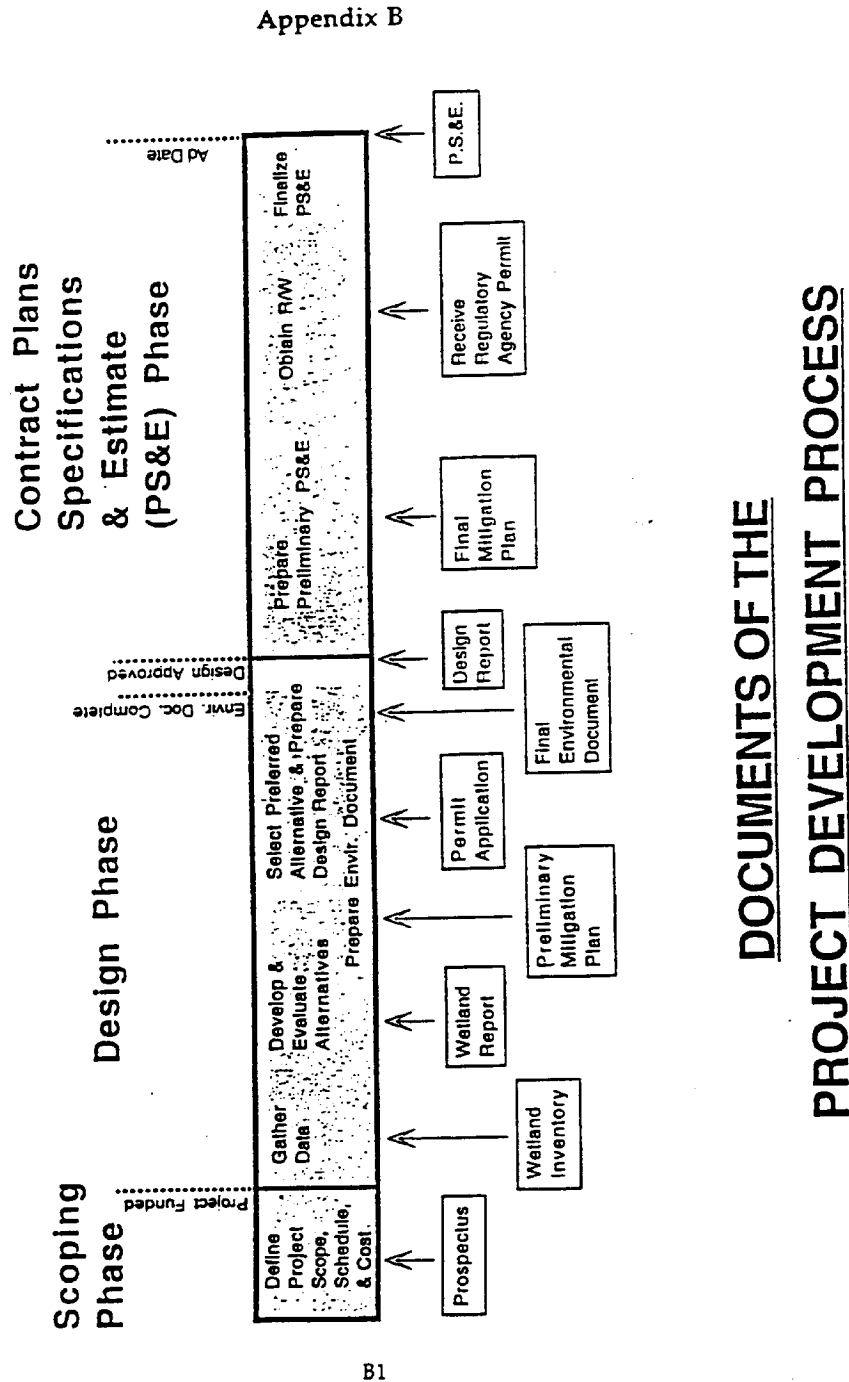 Appendix B
Scoping
Phase
Design Phase
Contract Plans
Specifications
& Estimate
(PS&E) Phase
Project Funded
Envir. Doc. Complete
Design Approved
Ad Date
Define
Project
Scope,
Schedule,
& Cost.
Gather
Data
Develop &
Evaluate
Alternatives
Select Preferred
Alternative & Prepare
Design Report
Prepare Envir. Document
Prepare
Preliminary PS&E
Obtain R/W
Finalize
PS&E
Prospectus
Wetland
Inventory
Wetland
Report
Preliminary
Mitigation
Plan
Permit
Application
Final
Environmental
Document
Design
Report
Final
Mitigation
Plan
Receive
Regulatory
Agency Permit
P.S.&E.
DOCUMENTS OF THE
PROJECT DEVELOPMENT PROCESS
B1